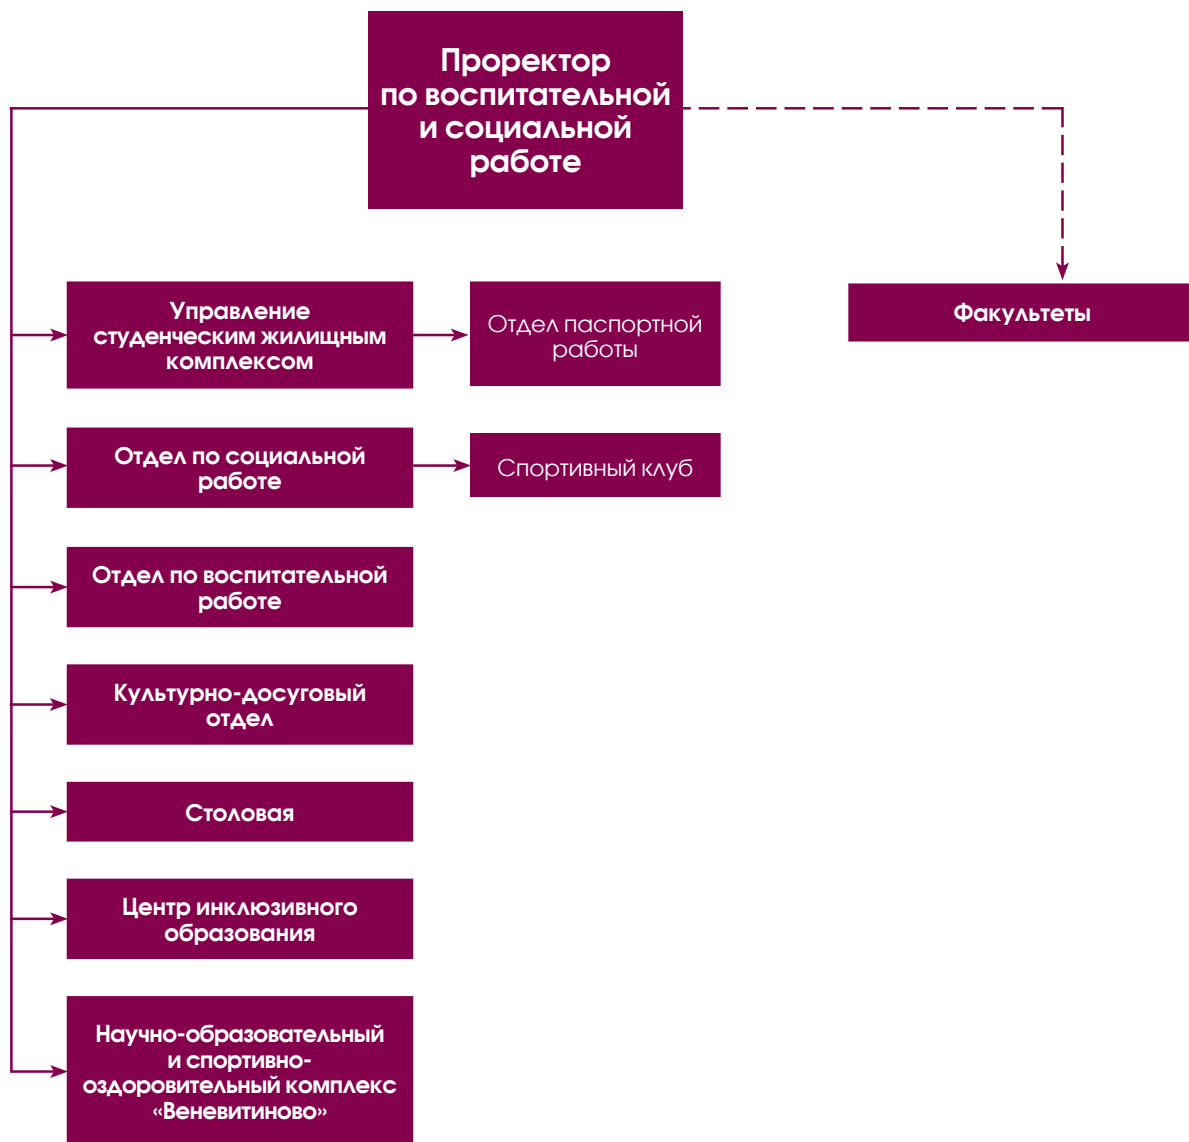 Проректор
по воспитательной
и социальной
работе
Управление
студенческим жилищным
комплексом
Отдел паспортной
работы
Факультеты
Отдел по социальной
работе
Спортивный клуб
Отдел по воспитательной
работе
Культурно-досуговый
отдел
Столовая
Центр инклюзивного
образования
Научно-образовательный
и спортивно-
оздоровительный комплекс
«Веневитиново»